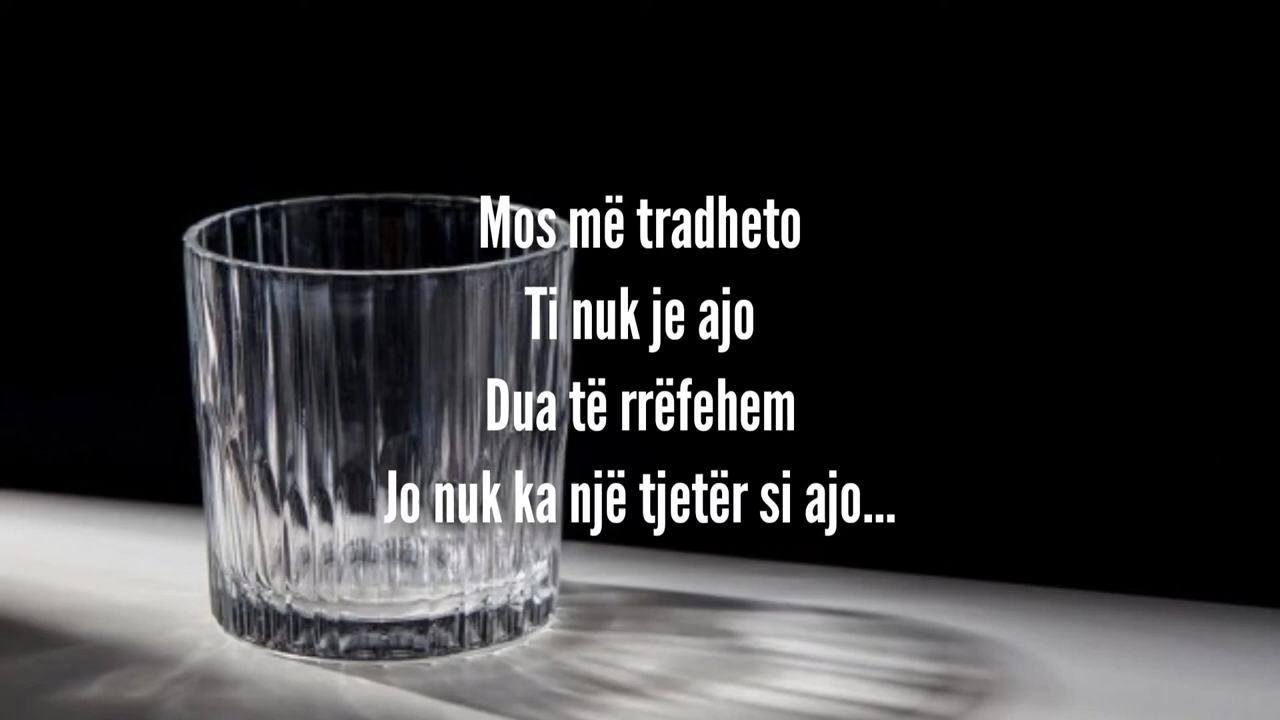 Mos më tradheto
Ti nuk je ajo
Dua të rrëfehem
Jo nuk ka një tjetër si ajo...